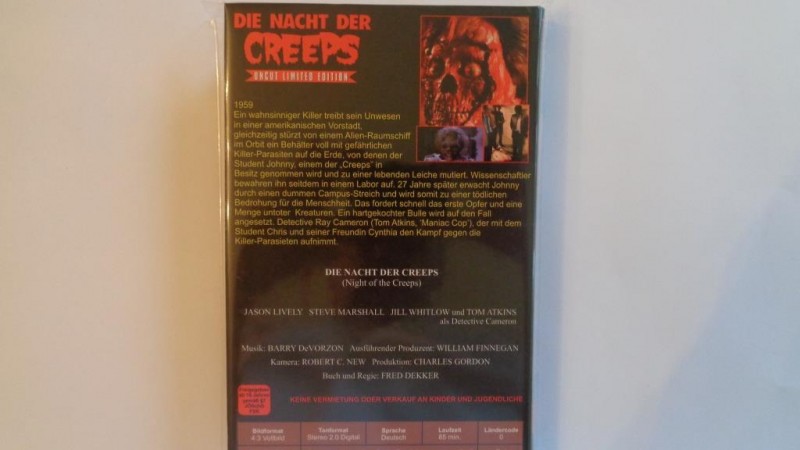 DIE NACHT DER
CREEPS
UNCUT LIMITED EDITION
1959
Ein wahnsinniger Killer treibt sein Unwesen
in einer amerikanischen Vorstadt,
gleichzeitig stürzt von einem Alien-Raumschiff
im Orbit ein Behälter voll mit gefährlichen
Killer-Parasiten auf die Erde, von denen der
Student Johnny, einem der „Creeps" in
Besitz genommen wird und zu einer lebenden Leiche mutiert. Wissenschaftler
bewahren ihn seitdem in einem Labor auf. 27 Jahre später erwacht Johnny
durch einen dummen Campus-Streich und wird somit zu einer tödlichen
Bedrohung für die Menschheit. Das fordert schnell das erste Opfer und eine
Menge untoter Kreaturen. Ein hartgekochter Bulle wird auf den Fall
angesetzt. Detective Ray Cameron (Tom Atkins, 'Maniac Cop'), der mit dem
Student Chris und seiner Freundin Cynthia den Kampf gegen die
Killer-Parasieten aufnimmt.
DIE NACHT DER CREEPS
(Night of the Creeps)
JASON LIVELY STEVE MARSHALL JILL WHITLOW und TOM ATKINS
als Detective Cameron
Musik: BARRY DeVORZON Ausführender Produzent: WILLIAM FINNEGAN
Kamera: ROBERT C. NEW Produktion: CHARLES GORDON
Buch und Regie: FRED DEKKER
KEINE VERMIETUNG ODER VERKAUF AN KINDER UND JUGENDLICHE
Bildformat Tonformat Sprache Laufzeit Ländercode
4:3 Vollbild Stereo 2.0 Digital Deutsch 85 min. 0